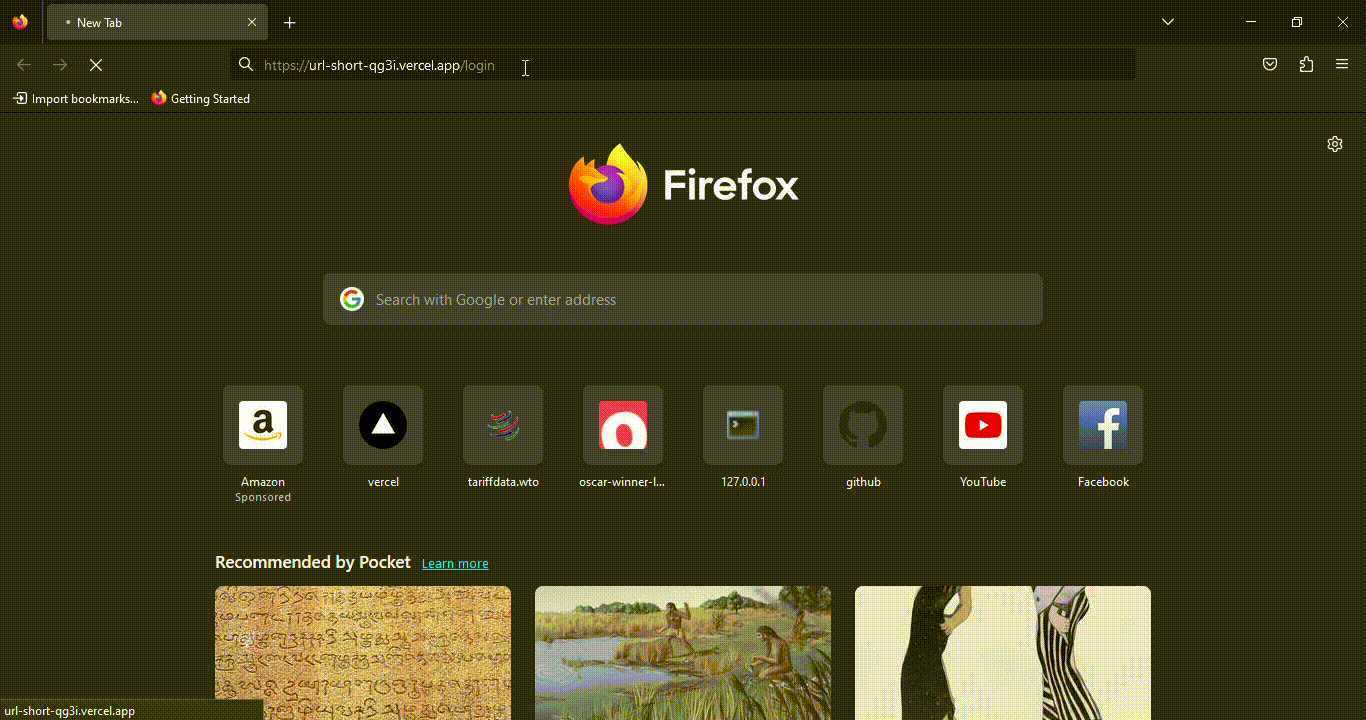 New Tab
https://url-short-qg3i.vercel.app/login
Import bookmarks...
Getting Started
Firefox
Search with Google or enter address
Amazon
Sponsored
vercel
tariffdata.wto
oscar-winner-l...
127.0.0.1
github
YouTube
Facebook
Recommended by Pocket
Learn more
url-short-qg3i.vercel.app